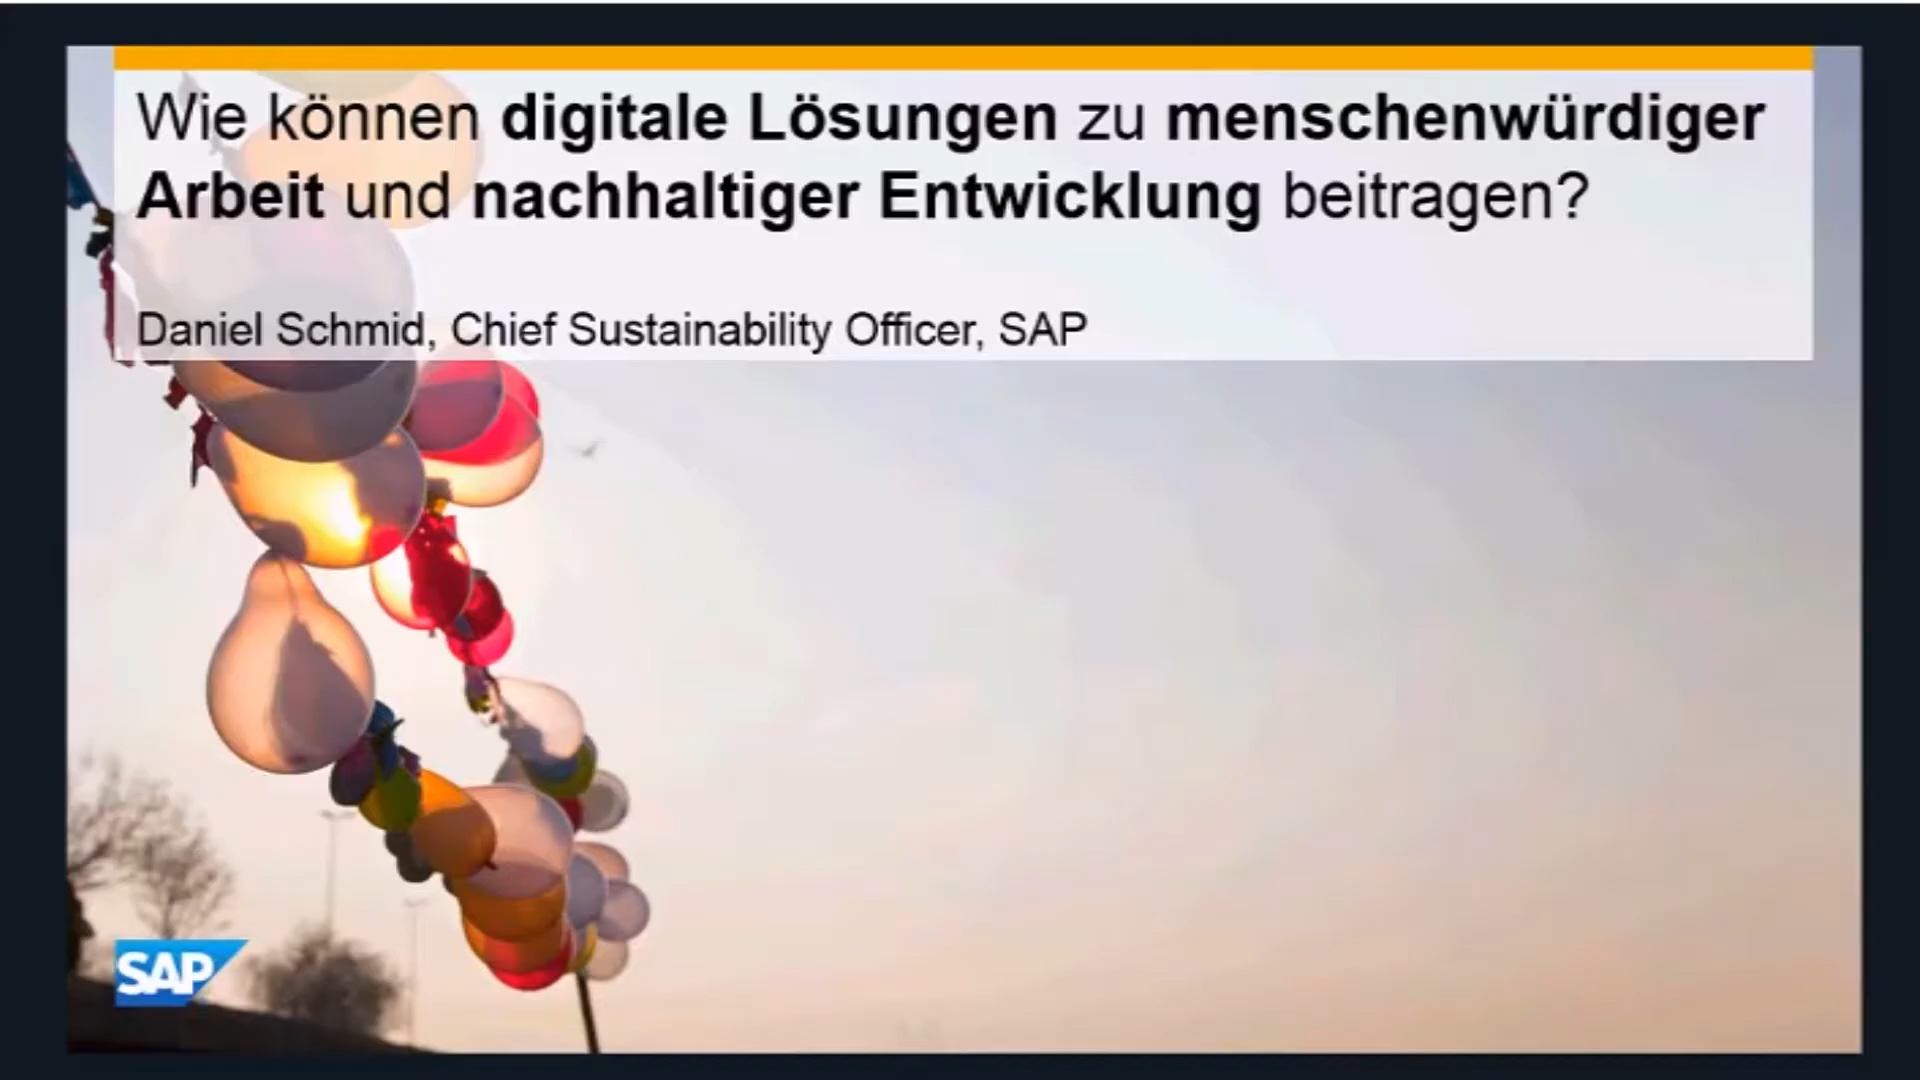 Wie können digitale Lösungen zu menschenwürdiger
Arbeit und nachhaltiger Entwicklung beitragen?
Daniel Schmid, Chief Sustainability Officer, SAP
SAP